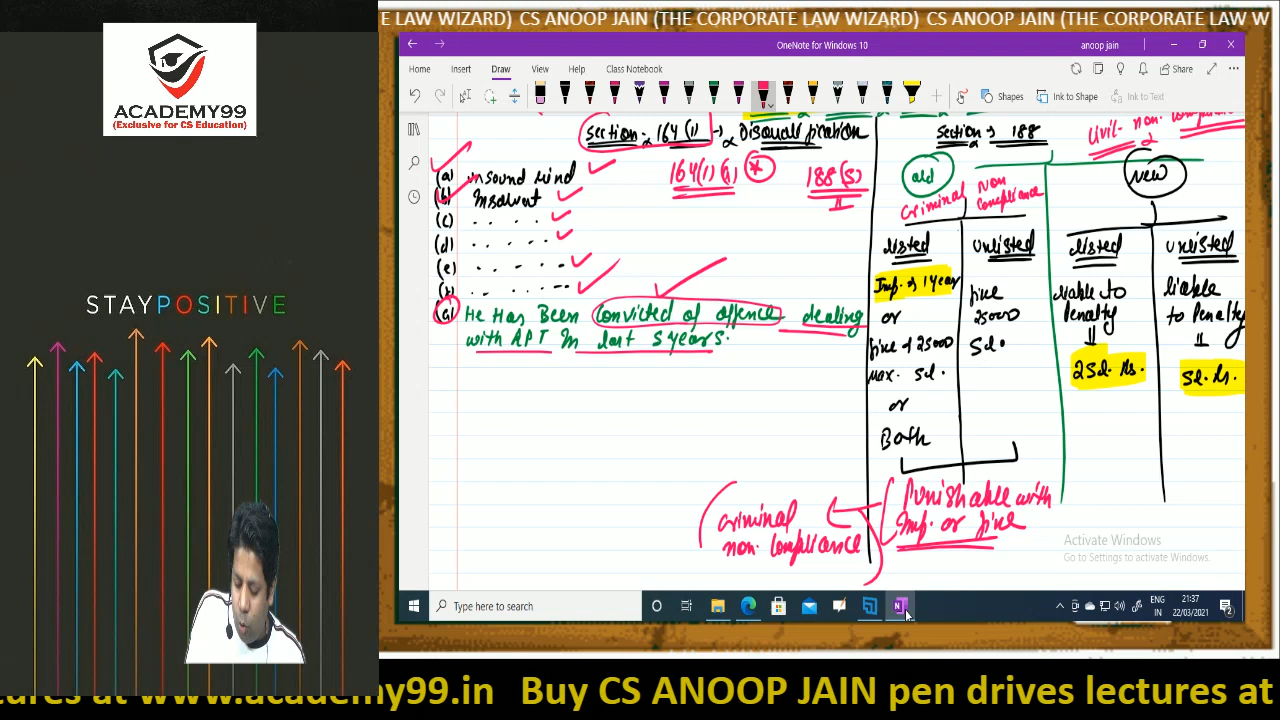 E LAW WIZARD) CS ANOOP JAIN (THE CORPORATE LAW WIZARD) CS ANOOP JAIN (THE CORPORATE LAW W
ACADEMY99
(Exclusive for CS Education)
STAYPOSITIVE
OneNote for Windows 10
anoop jain
Home Insert Draw View Help Class Notebook
Share
Shapes
Ink to Shape
Ink to Text
Section 164(1) → Disqualification
164(1)(g) * 188(5)
(a) Unsound Mind
(b) Insolvent
(c) . . . . .
(d) . . . . .
(e)
(g) He Has Been Convicted of offence dealing
with RPT In last 5 years.
Section → 188
Civil- non.
old
New
Criminal Non Compliance
listed
unlisted
listed
unlisted
Imp. of 1 year
or
fine of 25000
Max. 5l.
or
Both
fine
25000
5l.
liable to
Penalty
25l. Rs.
liable
to Penalty
5l. Rs.
Punishable with
Imp. or fine
Criminal
non. Compliance
Activate Windows
Go to Settings to activate Windows.
Type here to search
ENG
IN
21:37
22/03/2021
2
tures at www.academy99.in Buy CS ANOOP JAIN pen drives lectures at